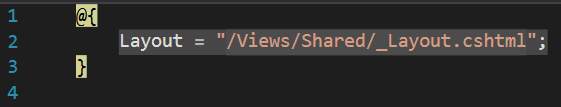 1 @{
2 Layout = "/Views/Shared/_Layout.cshtml";
3 }
4